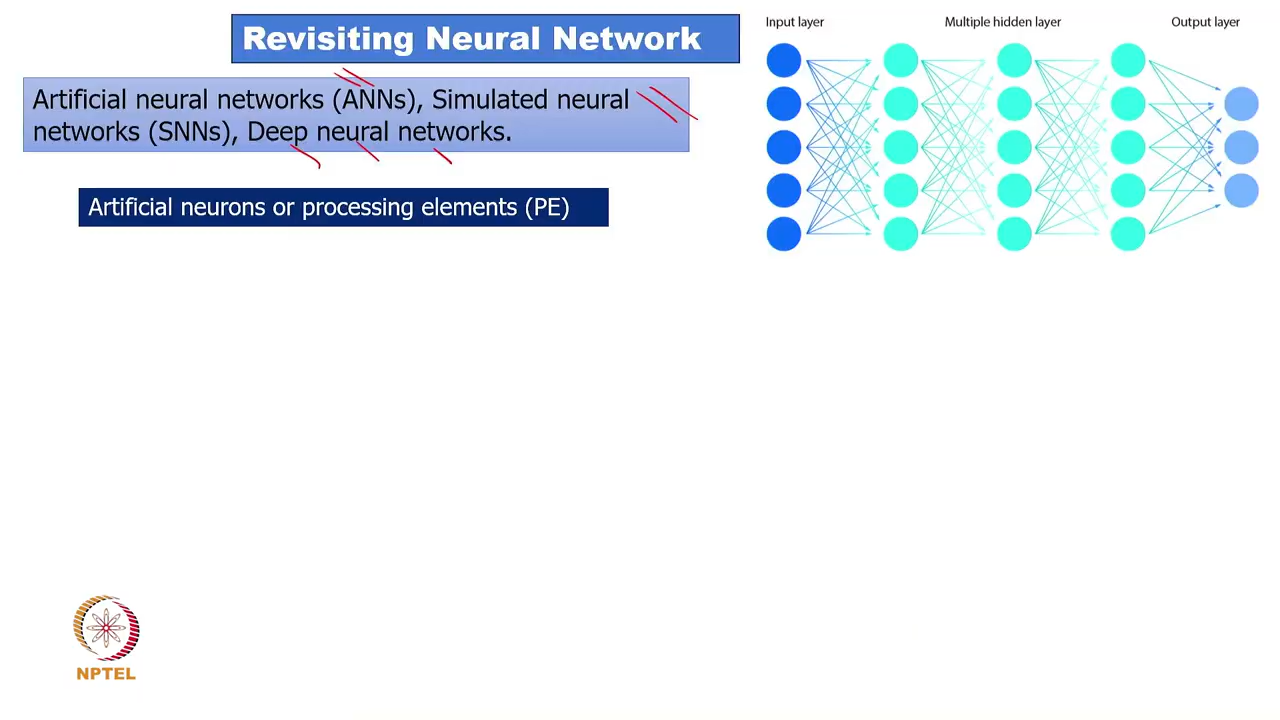 Revisiting Neural Network
Artificial neural networks (ANNs), Simulated neural
networks (SNNs), Deep neural networks.
Artificial neurons or processing elements (PE)
Input layer
Multiple hidden layer
Output layer
NPTEL